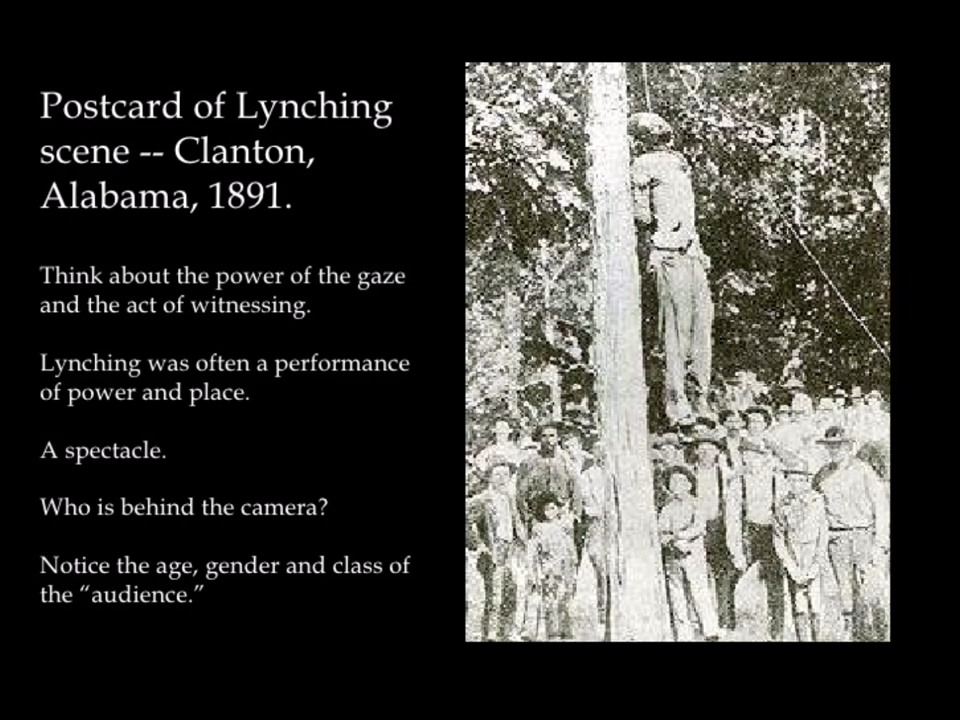 Postcard of Lynching
scene -- Clanton,
Alabama, 1891.
Think about the power of the gaze
and the act of witnessing.
Lynching was often a performance
of power and place.
A spectacle.
Who is behind the camera?
Notice the age, gender and class of
the “audience.”